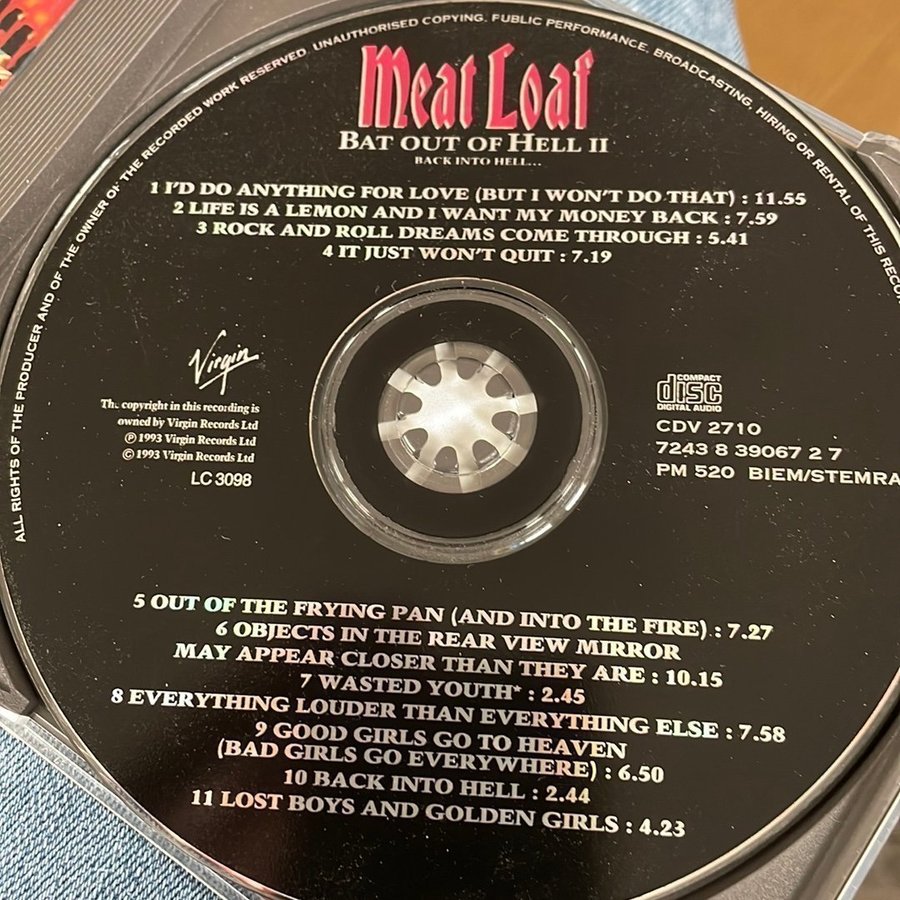 ALL RIGHTS OF THE PRODUCER AND OF THE OWNER OF THE RECORDED WORK RESERVED. UNAUTHORISED COPYING, PUBLIC PERFORMANCE, BROADCASTING, HIRING OR RENTAL OF THIS
Meat Loaf
BAT OUT OF HELL II
BACK INTO HELL...
1 I'D DO ANYTHING FOR LOVE (BUT I WON'T DO THAT) : 11.55
2 LIFE IS A LEMON AND I WANT MY MONEY BACK : 7.59
3 ROCK AND ROLL DREAMS COME THROUGH : 5.41
4 IT JUST WON'T QUIT : 7.19
Virgin
The copyright in this recording is
owned by Virgin Records Ltd
℗ 1993 Virgin Records Ltd
© 1993 Virgin Records Ltd
LC 3098
COMPACT
disc
DIGITAL AUDIO
CDV 2710
7243 8 39067 2 7
PM 520 BIEM/STEMRA
5 OUT OF THE FRYING PAN (AND INTO THE FIRE) : 7.27
6 OBJECTS IN THE REAR VIEW MIRROR
MAY APPEAR CLOSER THAN THEY ARE : 10.15
7 WASTED YOUTH* : 2.45
8 EVERYTHING LOUDER THAN EVERYTHING ELSE : 7.58
9 GOOD GIRLS GO TO HEAVEN
(BAD GIRLS GO EVERYWHERE) : 6.50
10 BACK INTO HELL : 2.44
11 LOST BOYS AND GOLDEN GIRLS : 4.23